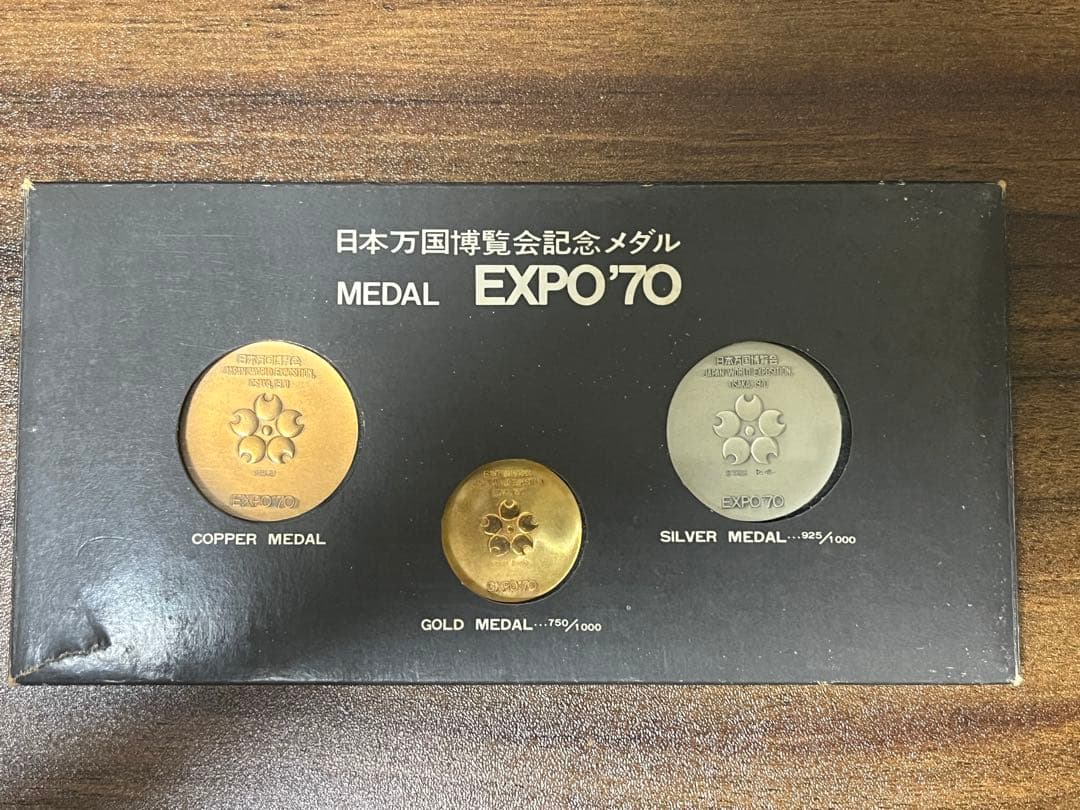 日本万国博覧会記念メダル
MEDAL EXPO'70
日本万国博覧会
JAPAN WORLD EXPOSITION,
OSAKA, 1970
EXPO'70
COPPER MEDAL
EXPO'70
GOLD MEDAL...750/1000
日本万国博覧会
JAPAN WORLD EXPOSITION,
OSAKA, 1970
EXPO'70
SILVER MEDAL...925/1000